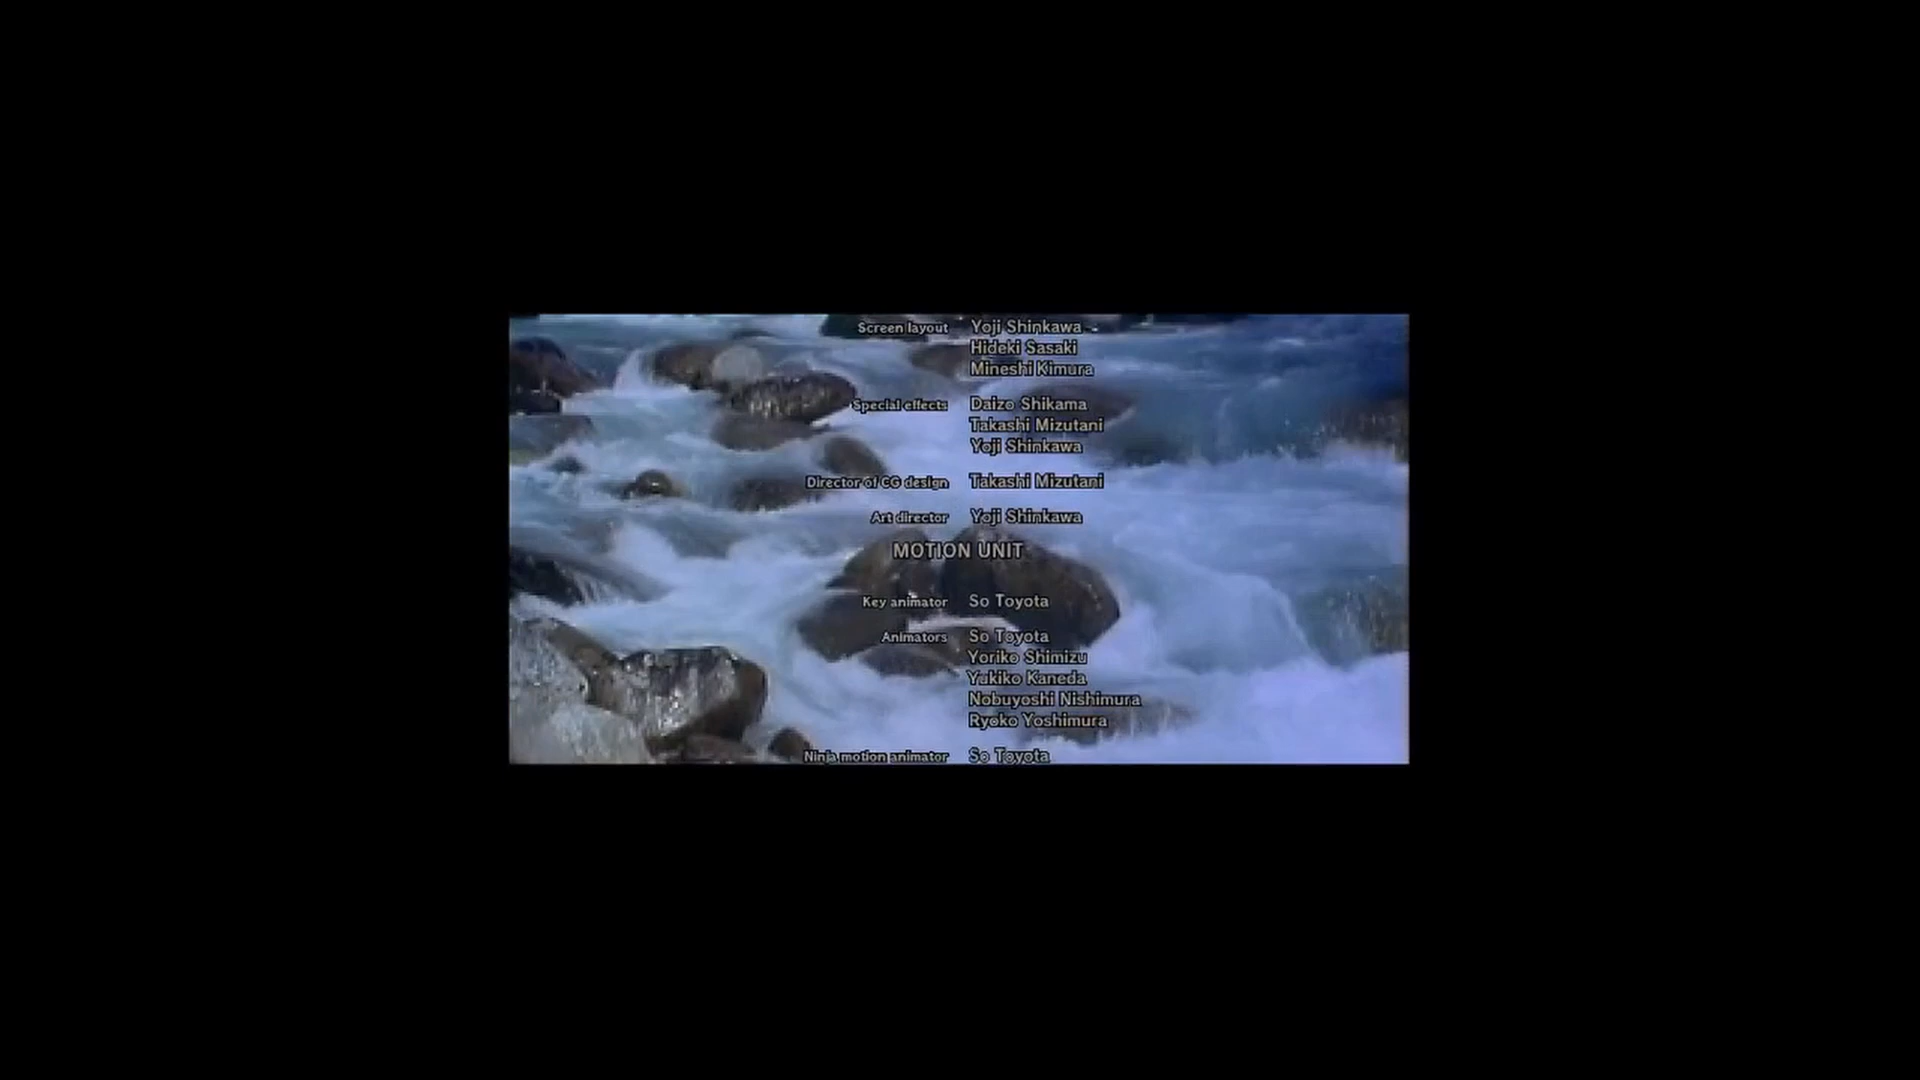 Screen layout Yoji Shinkawa
Hideki Sasaki
Mineshi Kimura
Special effects Daizo Shikama
Takashi Mizutani
Yoji Shinkawa
Director of CG design Takashi Mizutani
Art director Yoji Shinkawa
MOTION UNIT
Key animator So Toyota
Animators So Toyota
Yoriko Shimizu
Yukiko Kaneda
Nobuyoshi Nishimura
Ryoko Yoshimura
Ninja motion animator So Toyota